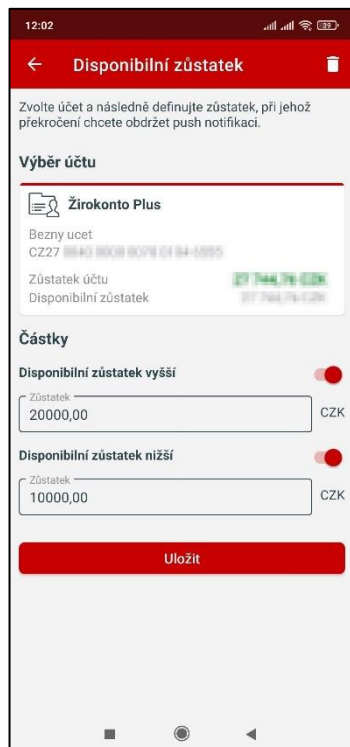 12:02
39
Disponibilní zůstatek
Zvolte účet a následně definujte zůstatek, při jehož
překročení chcete obdržet push notifikaci.
Výběr účtu
Žirokonto Plus
Bezny ucet
CZ27
Zůstatek účtu
Disponibilní zůstatek
Částky
Disponibilní zůstatek vyšší
Zůstatek
20000,00 CZK
Disponibilní zůstatek nižší
Zůstatek
10000,00 CZK
Uložit